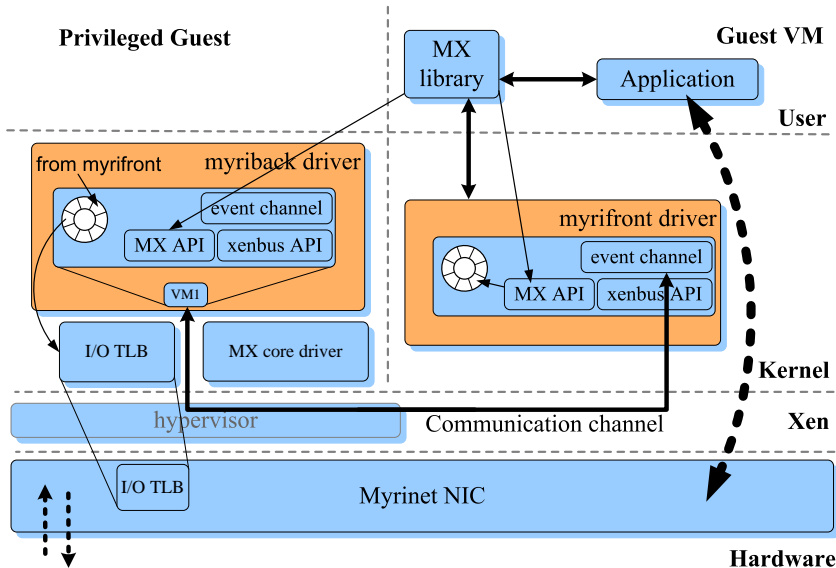 Privileged Guest
MX
library
Guest VM
Application
User
from myrifront
myriback driver
event channel
MX API
xenbus API
VM1
myrifront driver
event channel
MX API
xenbus API
I/O TLB
MX core driver
Kernel
hypervisor
Communication channel
Xen
I/O TLB
Myrinet NIC
Hardware